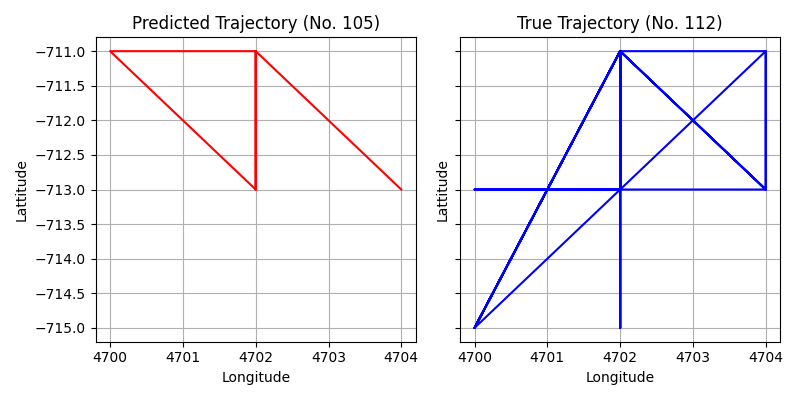 Predicted Trajectory (No. 105)
True Trajectory (No. 112)
−711.0
−711.5
−712.0
−712.5
−713.0
−713.5
−714.0
−714.5
−715.0
Lattitude
Lattitude
4700 4701 4702 4703 4704
4700 4701 4702 4703 4704
Longitude
Longitude